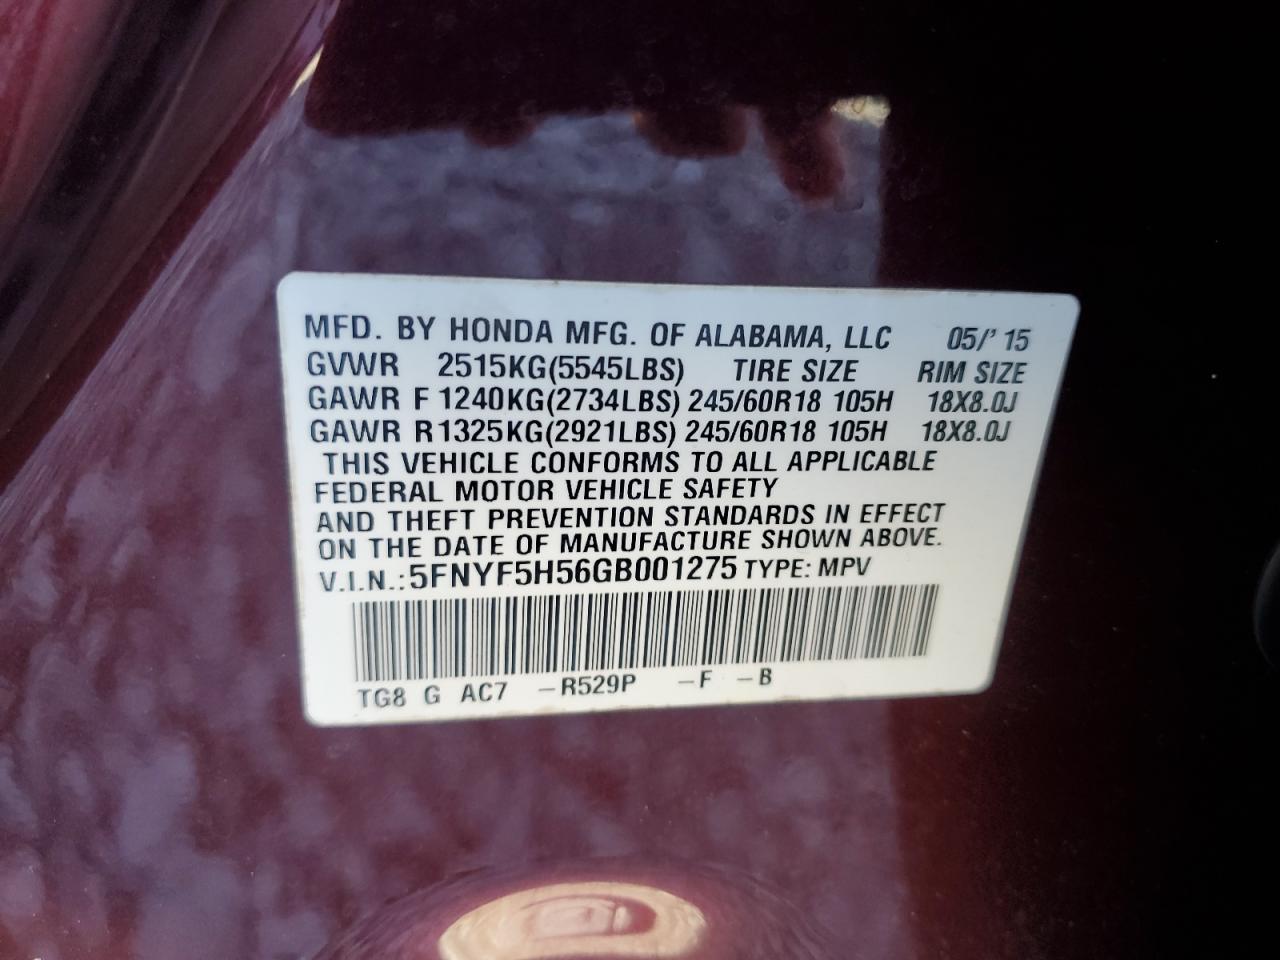 MFD. BY HONDA MFG. OF ALABAMA, LLC 05/'15
GVWR 2515KG(5545LBS) TIRE SIZE RIM SIZE
GAWR F 1240KG(2734LBS) 245/60R18 105H 18X8.0J
GAWR R 1325KG(2921LBS) 245/60R18 105H 18X8.0J
THIS VEHICLE CONFORMS TO ALL APPLICABLE
FEDERAL MOTOR VEHICLE SAFETY
AND THEFT PREVENTION STANDARDS IN EFFECT
ON THE DATE OF MANUFACTURE SHOWN ABOVE.
V.I.N.: 5FNYF5H56GB001275 TYPE: MPV
TG8 G AC7 -R529P -F -B